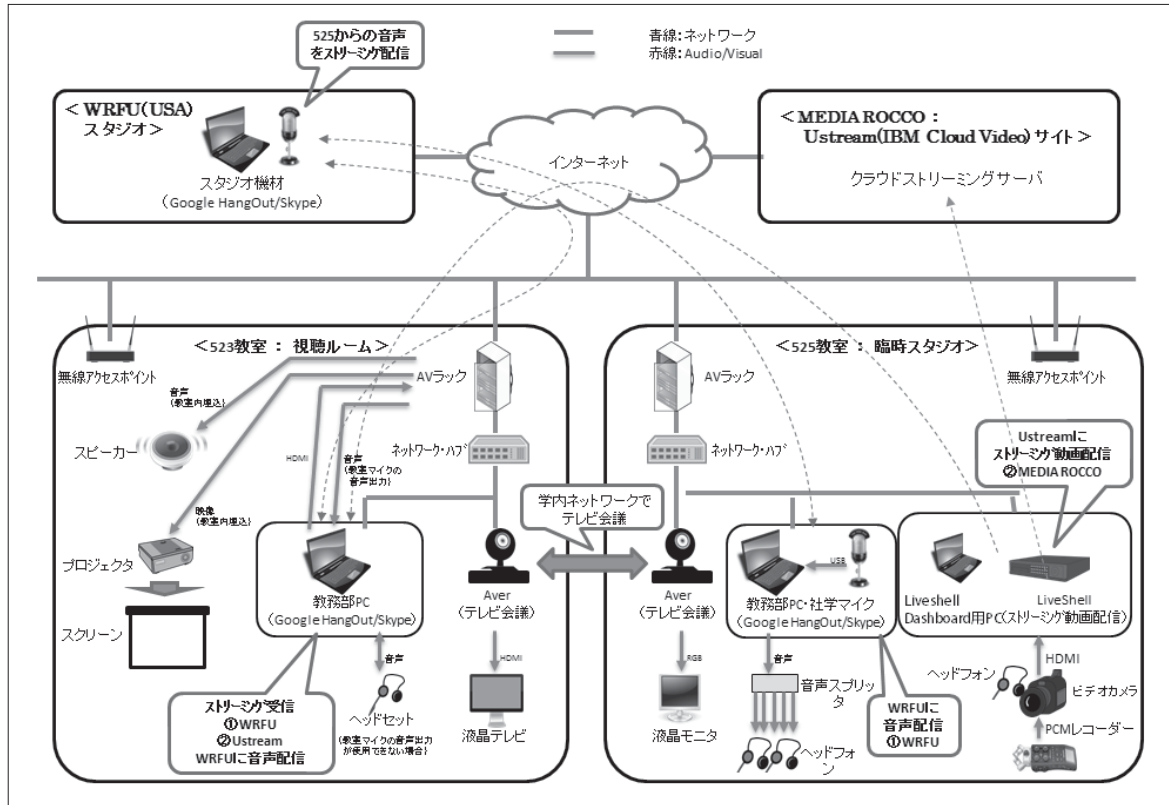 525からの音声
をストリーミング配信
書線:ネットワーク
赤線:Audio/Visual
＜WRFU(USA)
スタジオ＞
スタジオ機材
(Google HangOut/Skype)
インターネット
＜MEDIA ROCCO：
Ustream(IBM Cloud Video)サイト＞
クラウドストリーミングサーバ
＜523教室：視聴ルーム＞
無線アクセスポイント
AVラック
音声
(教室内埋込)
スピーカー
HDMI
音声
(教室マイクの
音声出力)
ネットワーク・ハブ
映像
(教室内埋込)
プロジェクタ
スクリーン
教務部PC
(Google HangOut/Skype)
Aver
(テレビ会議)
音声
HDMI
ヘッドセット
(教室マイクの音声出力
が使用できない場合)
液晶テレビ
ストリーミング受信
①WRFU
②Ustream
WRFUに音声配信
学内ネットワークで
テレビ会議
＜525教室：臨時スタジオ＞
AVラック
無線アクセスポイント
ネットワーク・ハブ
Ustreamに
ストリーミング動画配信
②MEDIA ROCCO
Aver
(テレビ会議)
USB
教務部PC・社学マイク
(Google HangOut/Skype)
Liveshell
Dashboard用PC
LiveShell
(ストリーミング動画配信)
RGB
液晶モニタ
音声
音声スプリッ
タ
ヘッドフォ
ン
WRFUに
音声配信
①WRFU
HDMI
ヘッドフォン
ビデオカメラ
PCMレコーダー